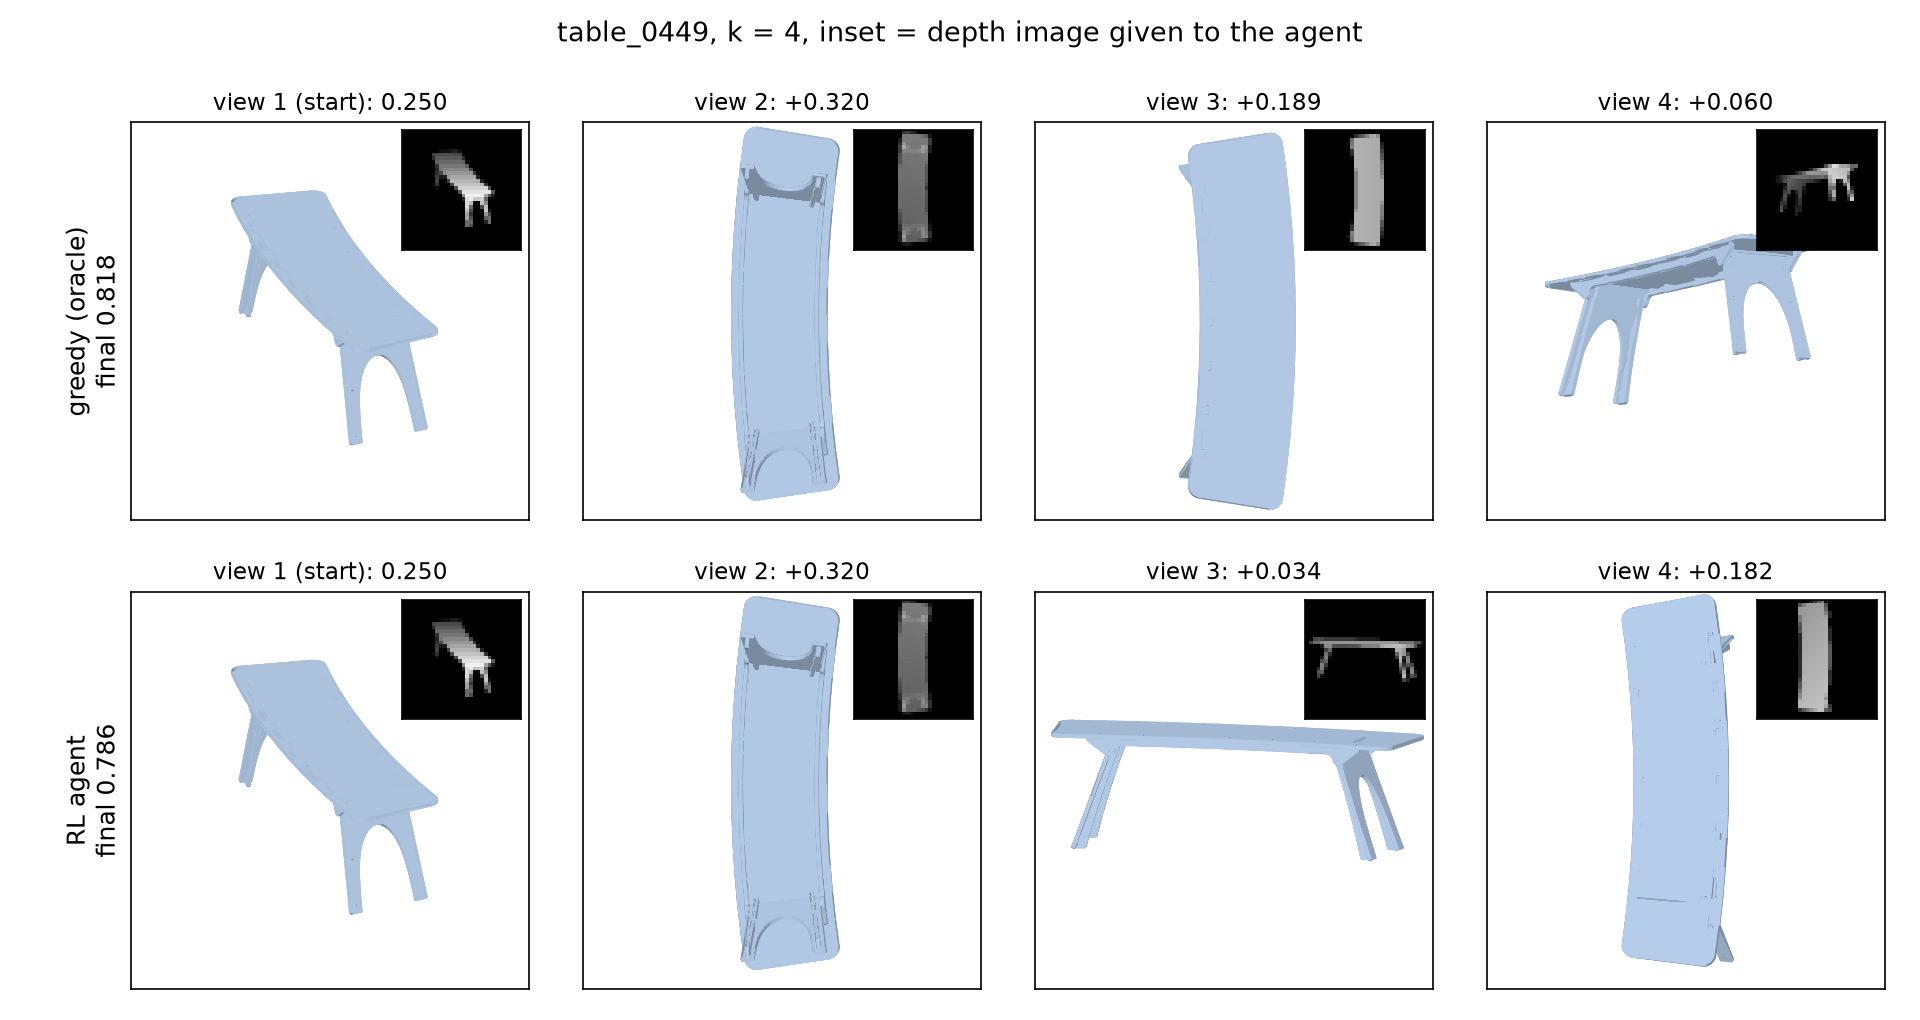 table_0449, k = 4, inset = depth image given to the agent
view 1 (start): 0.250
view 2: +0.320
view 3: +0.189
view 4: +0.060
greedy (oracle)
final 0.818
view 1 (start): 0.250
view 2: +0.320
view 3: +0.034
view 4: +0.182
RL agent
final 0.786